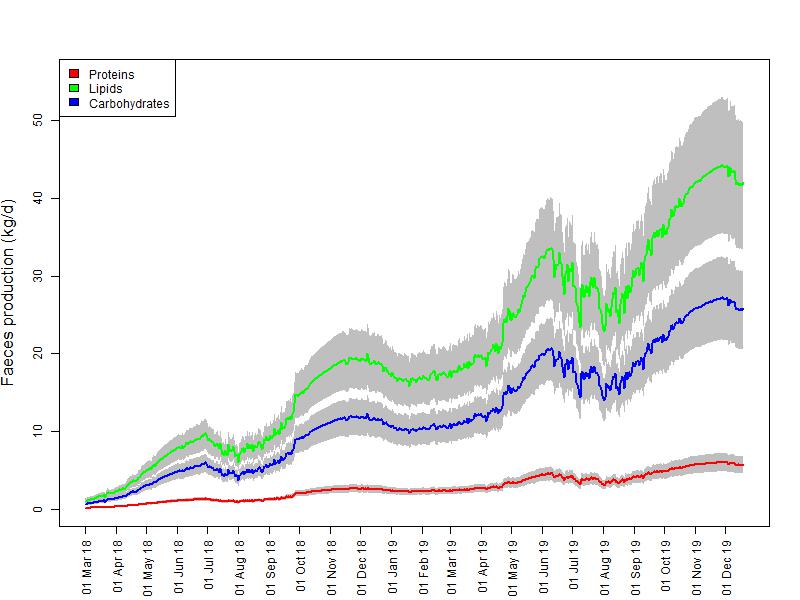 Proteins
Lipids
Carbohydrates
Faeces production (kg/d)
50
40
30
20
10
0
01 Mar 18
01 Apr 18
01 May 18
01 Jun 18
01 Jul 18
01 Aug 18
01 Sep 18
01 Oct 18
01 Nov 18
01 Dec 18
01 Jan 19
01 Feb 19
01 Mar 19
01 Apr 19
01 May 19
01 Jun 19
01 Jul 19
01 Aug 19
01 Sep 19
01 Oct 19
01 Nov 19
01 Dec 19